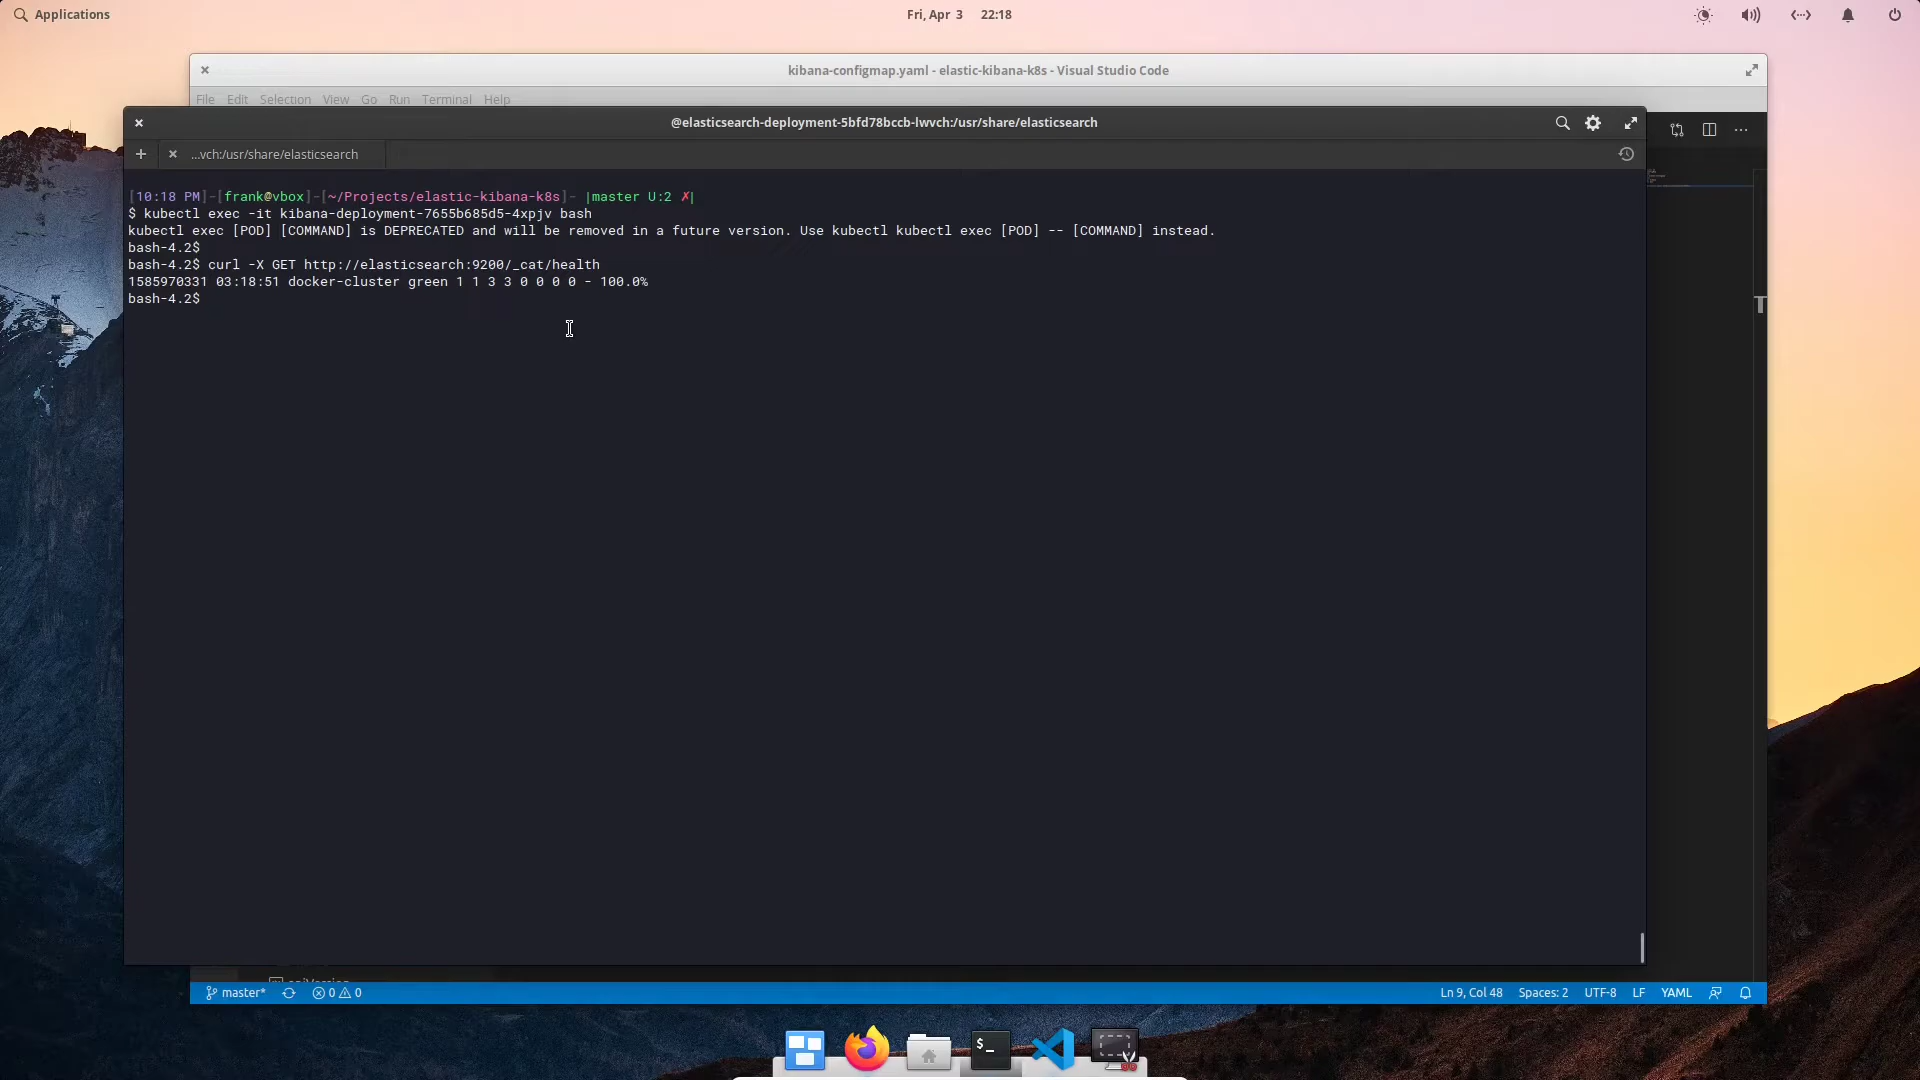 Applications
Fri, Apr 3 22:18
kibana-configmap.yaml - elastic-kibana-k8s - Visual Studio Code
File Edit Selection View Go Run Terminal Help
@elasticsearch-deployment-5bfd78bccb-lwvch:/usr/share/elasticsearch
...vch:/usr/share/elasticsearch
[10:18 PM]-[frank@vbox]-[~/Projects/elastic-kibana-k8s]- |master U:2 ✗|
$ kubectl exec -it kibana-deployment-7655b685d5-4xpjv bash
kubectl exec [POD] [COMMAND] is DEPRECATED and will be removed in a future version. Use kubectl kubectl exec [POD] -- [COMMAND] instead.
bash-4.2$
bash-4.2$ curl -X GET http://elasticsearch:9200/_cat/health
1585970331 03:18:51 docker-cluster green 1 1 3 3 0 0 0 0 - 100.0%
bash-4.2$
master* 0 0 Ln 9, Col 48 Spaces: 2 UTF-8 LF YAML
$_